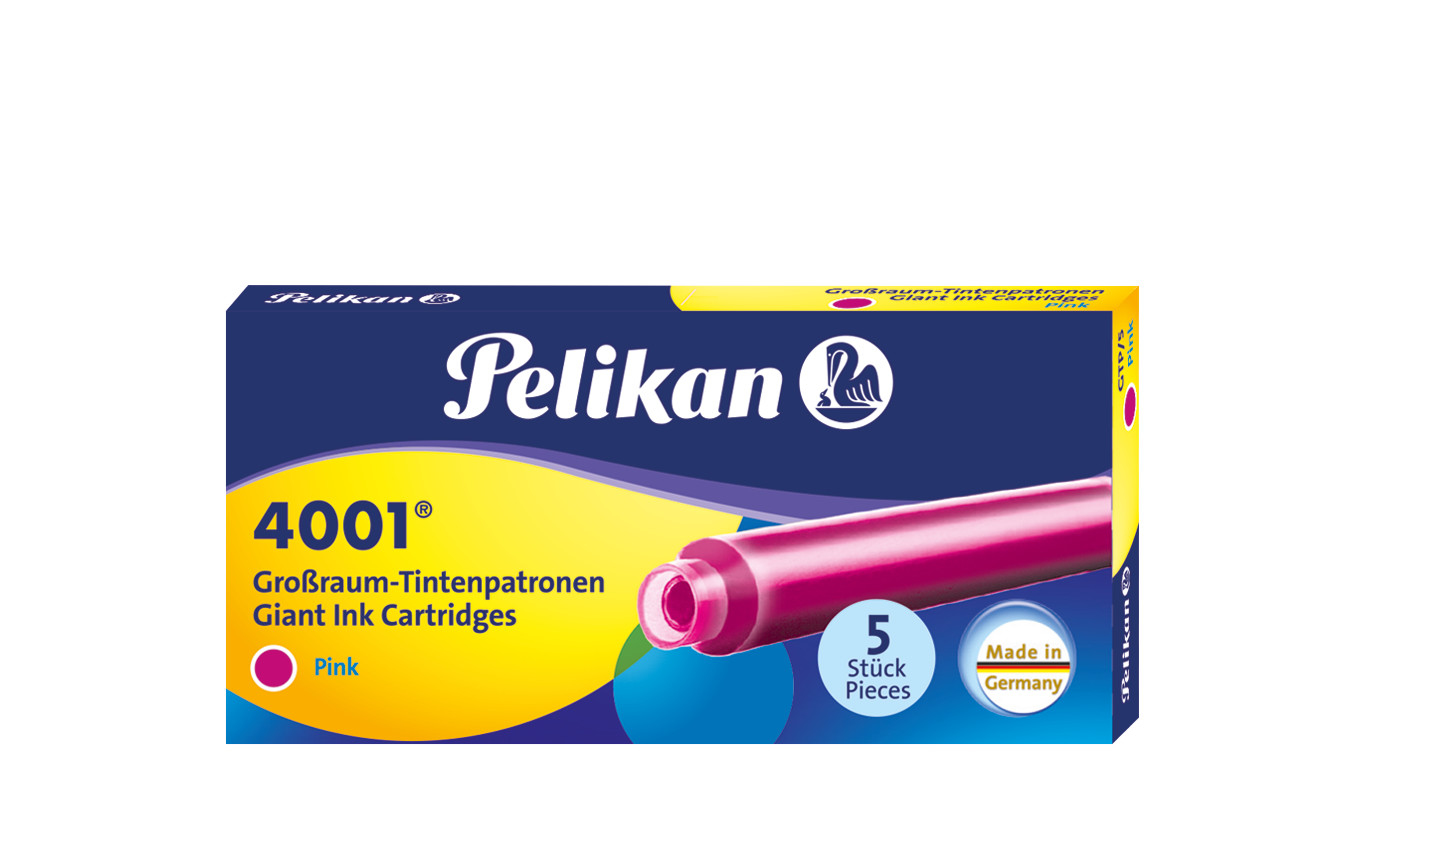 Pelikan
Großraum-Tintenpatronen
Giant Ink Cartridges
Pink
Pelikan
4001®
Großraum-Tintenpatronen
Giant Ink Cartridges
Pink
5
Stück
Pieces
Made in
Germany
GTP/5
Pink
Pelikan